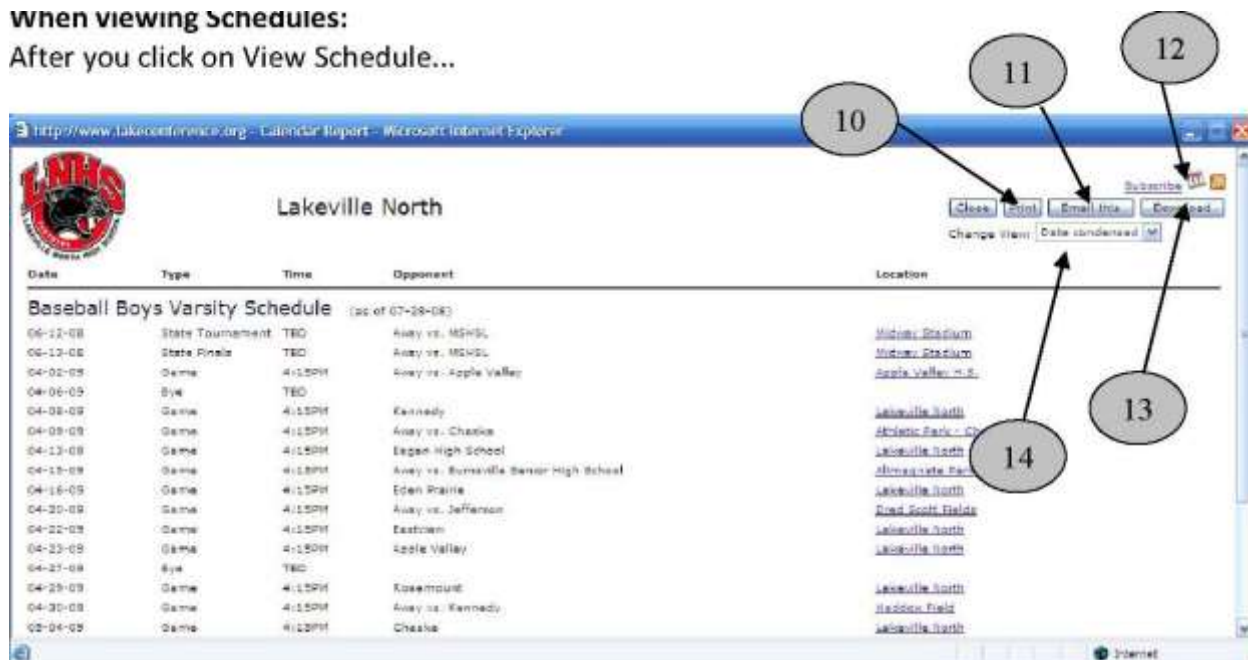 When viewing Schedules:
After you click on View Schedule...
10
11
12
http://www.lakeconference.org - Calendar Report - Microsoft Internet Explorer
LNHS
Lakeville North
Subscribe
Close Print Email this Download
Change View: Date condensed
Date Type Time Opponent Location
Baseball Boys Varsity Schedule (as of 07-28-08)
06-12-08 State Tournament TBD Away vs. MSHSL Midway Stadium
06-13-08 State Finals TBD Away vs. MSHSL Midway Stadium
04-02-09 Game 4:15PM Away vs. Apple Valley Apple Valley H.S.
04-06-09 Bye TBD
04-08-09 Game 4:15PM Kennedy Lakeville North
04-09-09 Game 4:15PM Away vs. Chaska Athletic Park - Ch
13
04-13-09 Game 4:15PM Eagan High School Lakeville North
14
04-15-09 Game 4:15PM Away vs. Burnsville Senior High School Alimagnate Par
04-16-09 Game 4:15PM Eden Prairie Lakeville North
04-20-09 Game 4:15PM Away vs. Jefferson Dred Scott Fields
04-22-09 Game 4:15PM Eastview Lakeville North
04-23-09 Game 4:15PM Apple Valley Lakeville North
04-27-09 Bye TBD
04-29-09 Game 4:15PM Rosemount Lakeville North
04-30-09 Game 4:15PM Away vs. Kennedy Haddox Field
05-04-09 Game 4:15PM Chaska Lakeville North
Internet